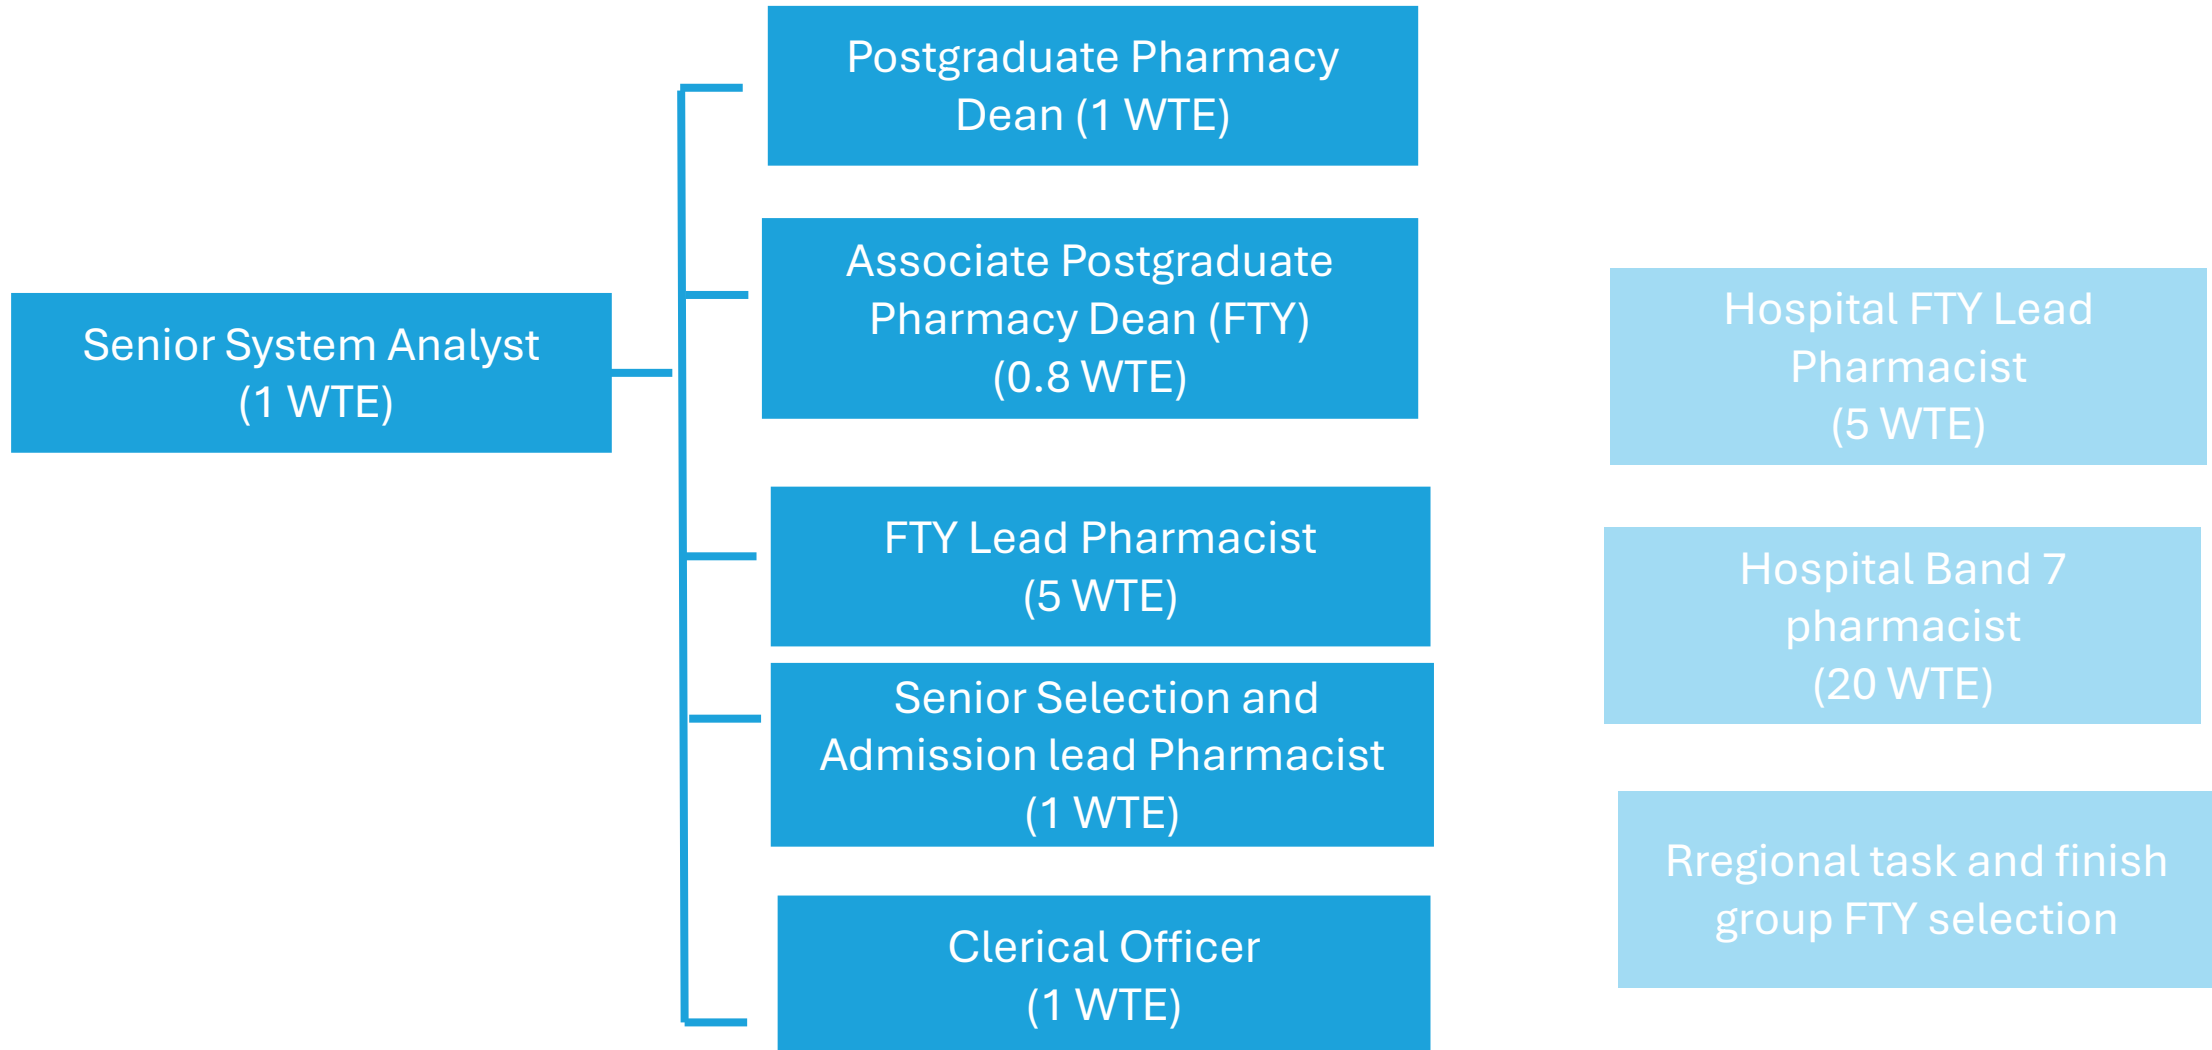 Senior System Analyst
(1 WTE)
Postgraduate Pharmacy
Dean (1 WTE)
Associate Postgraduate
Pharmacy Dean (FTY)
(0.8 WTE)
FTY Lead Pharmacist
(5 WTE)
Senior Selection and
Admission lead Pharmacist
(1 WTE)
Clerical Officer
(1 WTE)
Hospital FTY Lead
Pharmacist
(5 WTE)
Hospital Band 7
pharmacist
(20 WTE)
Rregional task and finish
group FTY selection